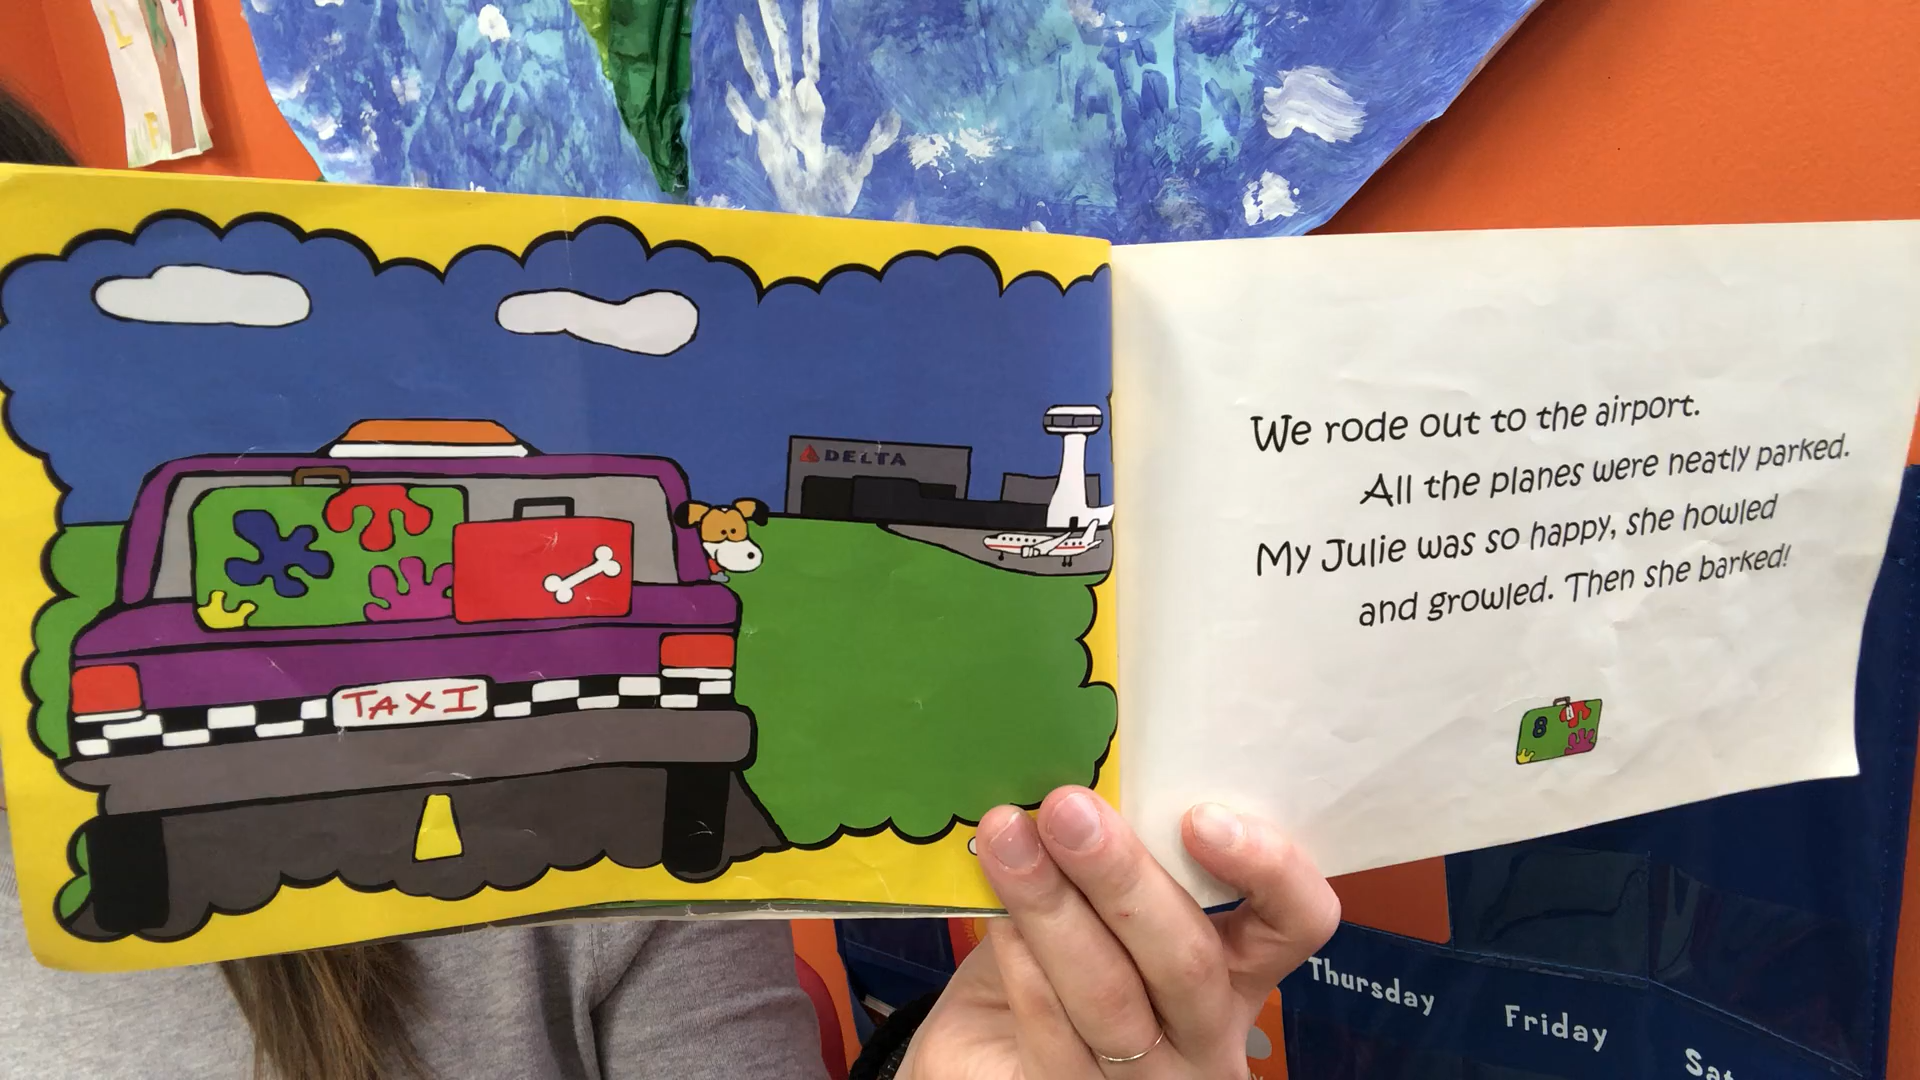 DELTA
TAXI
We rode out to the airport.
All the planes were neatly parked.
My Julie was so happy, she howled
and growled. Then she barked!
8
Thursday
Friday